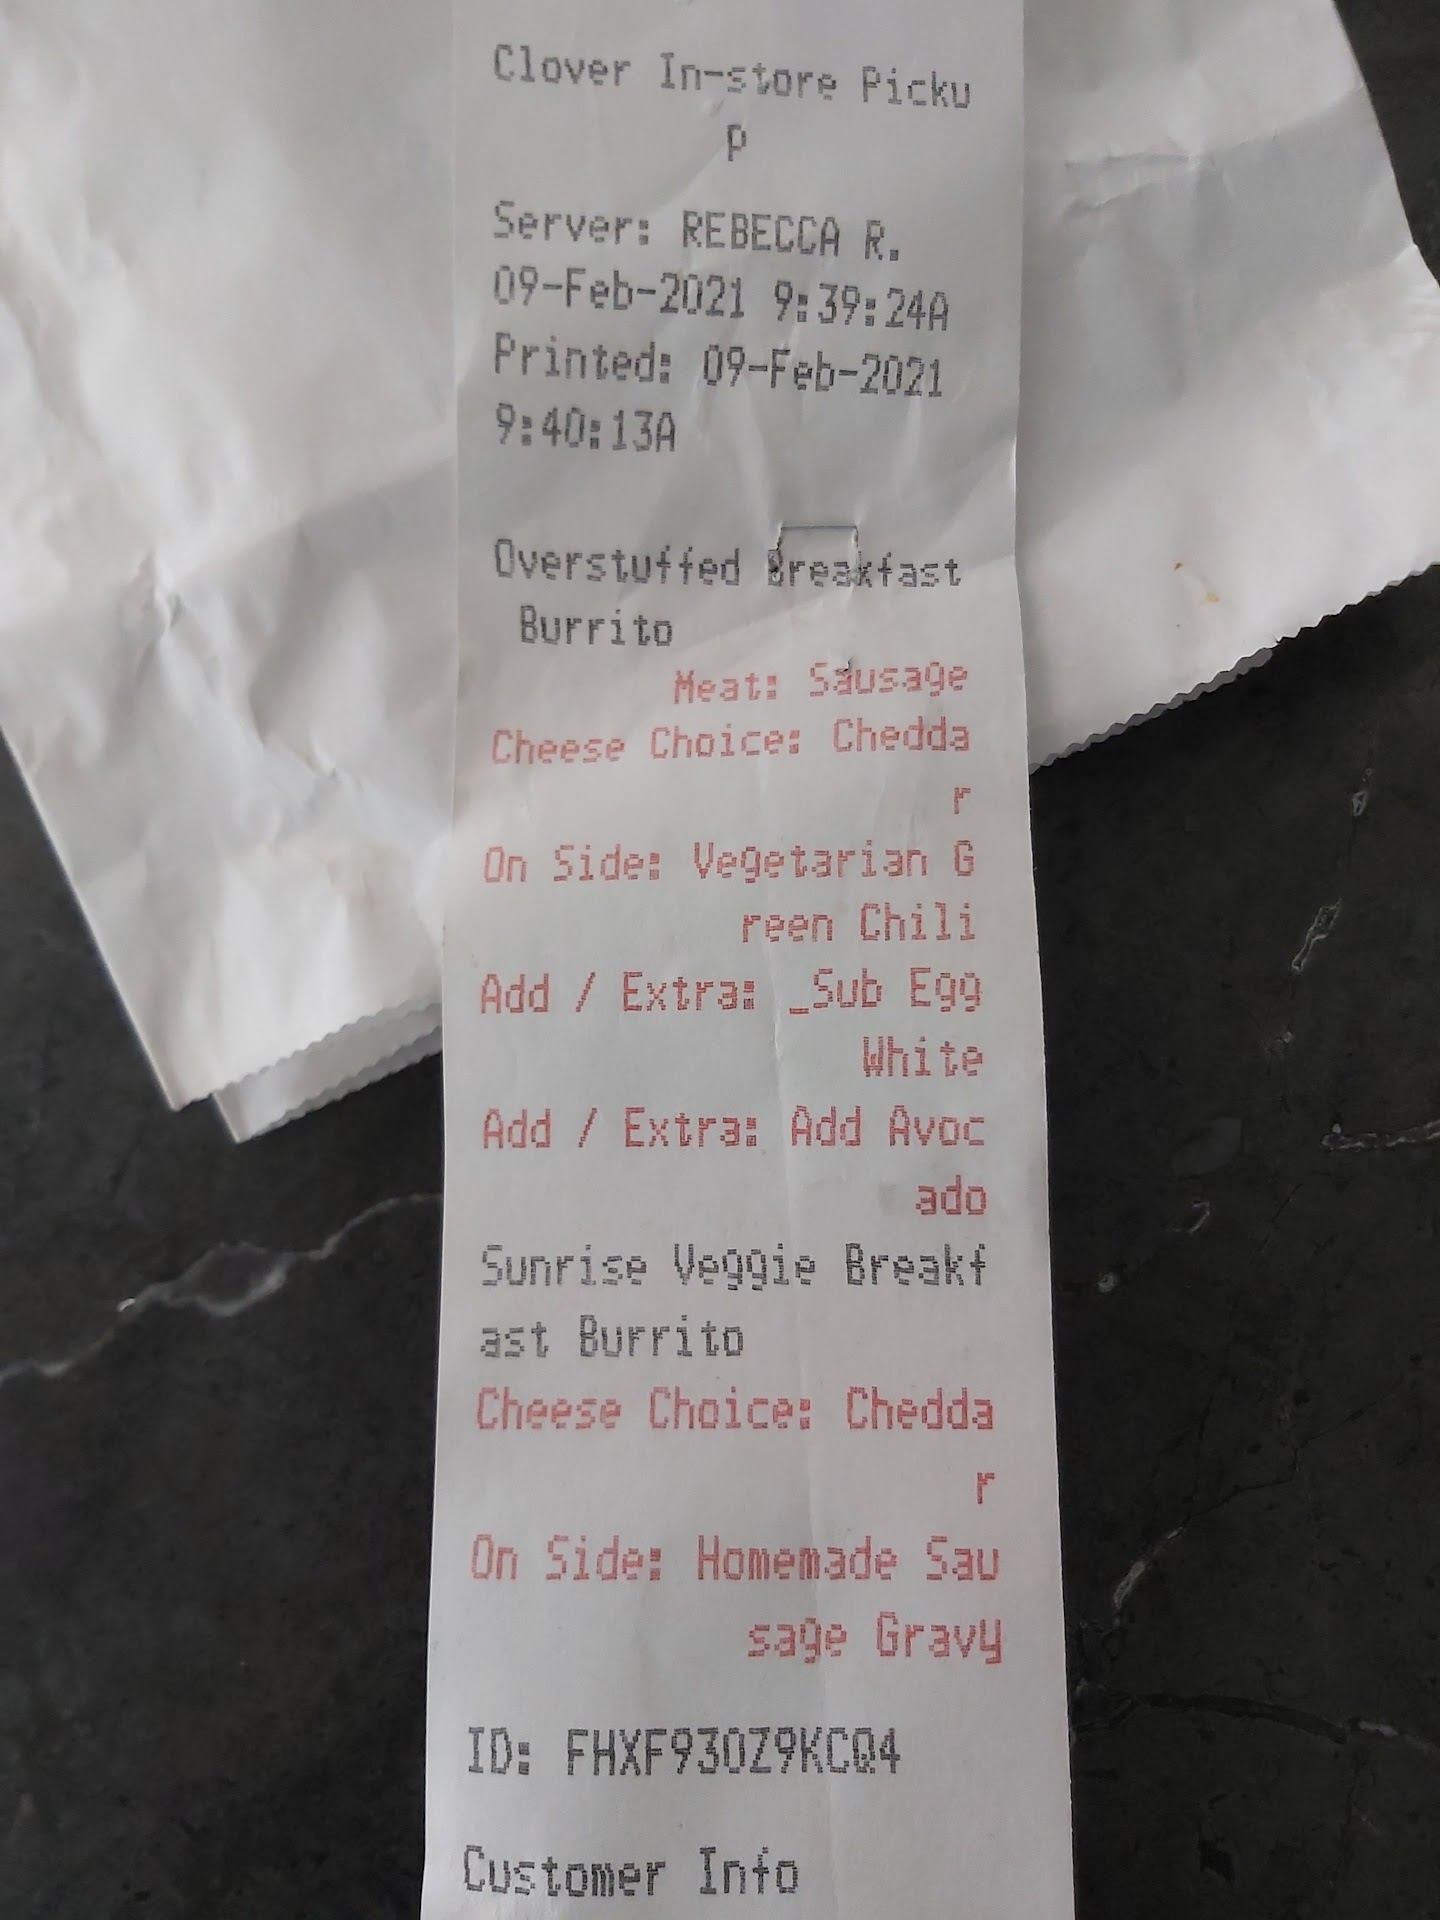 Clover In-store Picku
p
Server: REBECCA R.
09-Feb-2021 9:39:24A
Printed: 09-Feb-2021
9:40:13A
Overstuffed Breakfast
Burrito
Meat: Sausage
Cheese Choice: Chedda
r
On Side: Vegetarian G
reen Chili
Add / Extra: _Sub Egg
White
Add / Extra: Add Avoc
ado
Sunrise Veggie Breakf
ast Burrito
Cheese Choice: Chedda
r
On Side: Homemade Sau
sage Gravy
ID: FHXF930Z9KCQ4
Customer Info